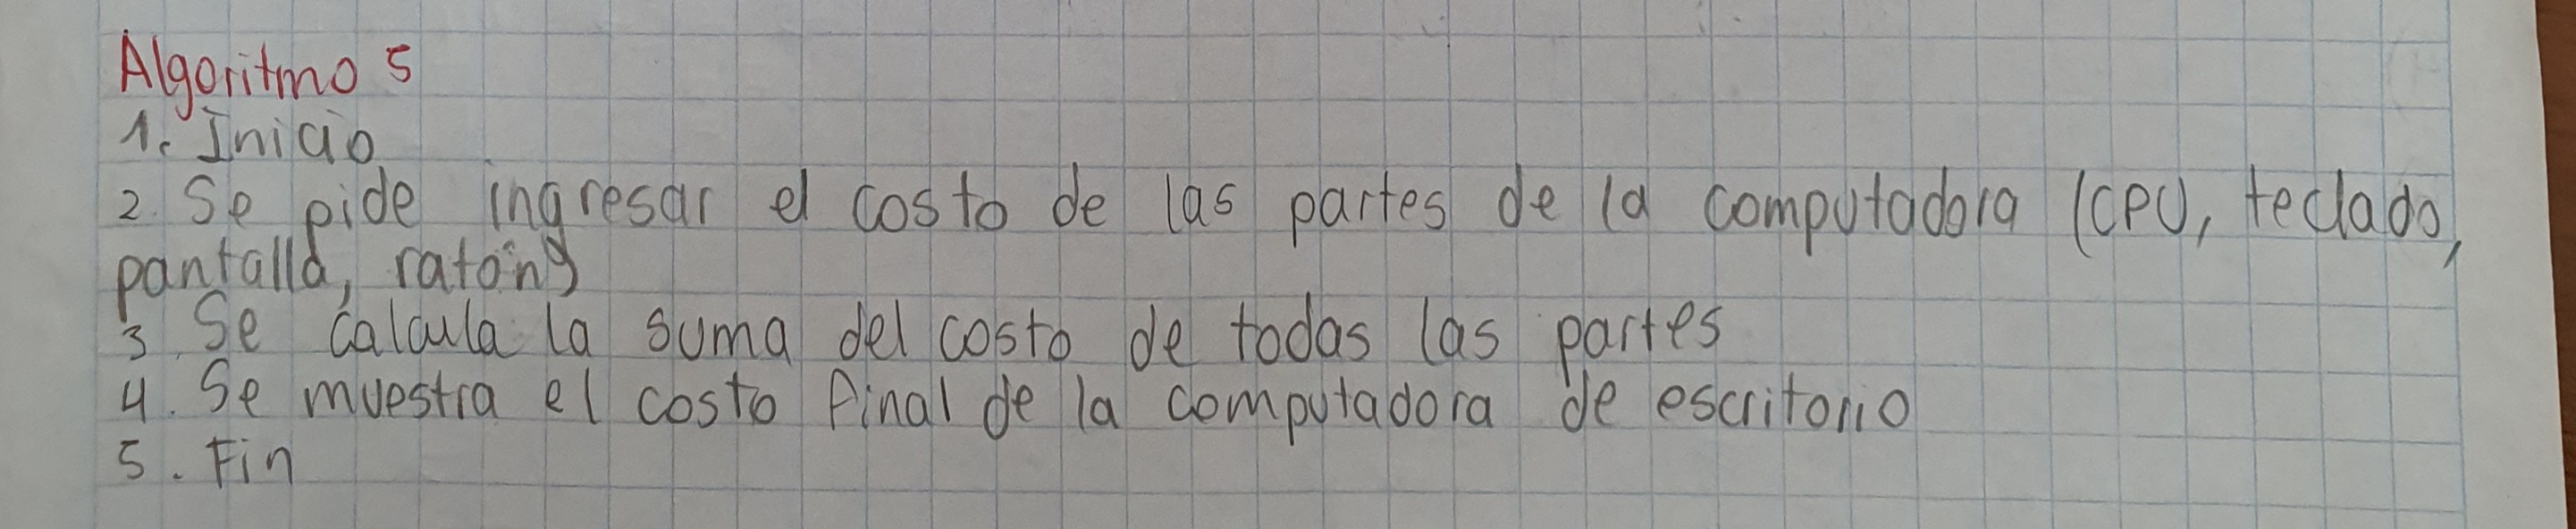 Algoritmo 5
1. Inicio
2. Se pide ingresar el costo de las partes de la computadora (CPU, teclado,
pantalla, ratón)
3. Se calcula la suma del costo de todas las partes
4. Se muestra el costo final de la computadora de escritorio
5. Fin